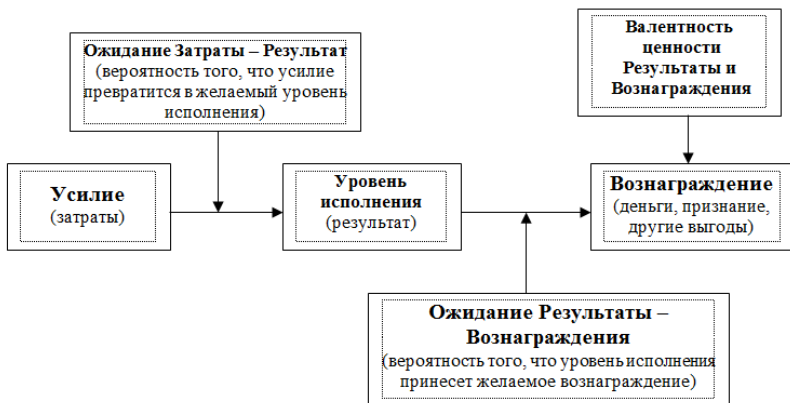 Ожидание Затраты – Результат
(вероятность того, что усилие
превратится в желаемый уровень
исполнения)
Валентность
ценности
Результаты и
Вознаграждения
Усилие
(затраты)
Уровень
исполнения
(результат)
Вознаграждение
(деньги, признание,
другие выгоды)
Ожидание Результаты –
Вознаграждения
(вероятность того, что уровень исполнения
принесет желаемое вознаграждение)